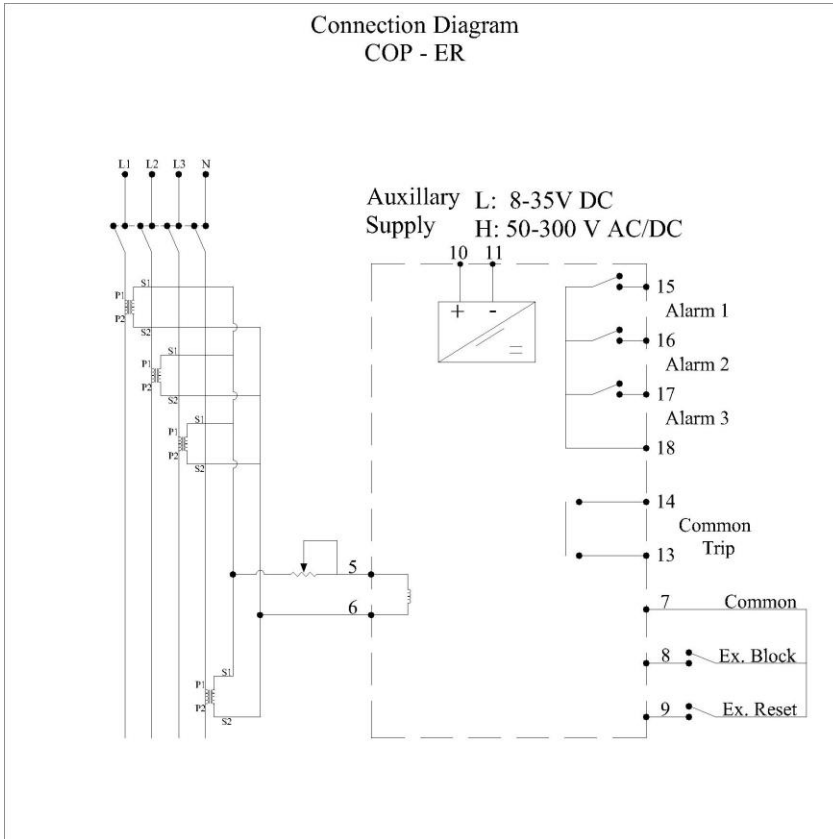 Connection Diagram
COP - ER
L1 L2 L3 N
Auxillary L: 8-35V DC
Supply H: 50-300 V AC/DC
10 11
+ -
S1
P1
P2
S2
S1
P1
P2
S2
S1
P1
P2
S2
15
Alarm 1
16
Alarm 2
17
Alarm 3
18
14
Common
Trip
13
5
6
7 Common
8 Ex. Block
9 Ex. Reset
S1
P1
P2
S2